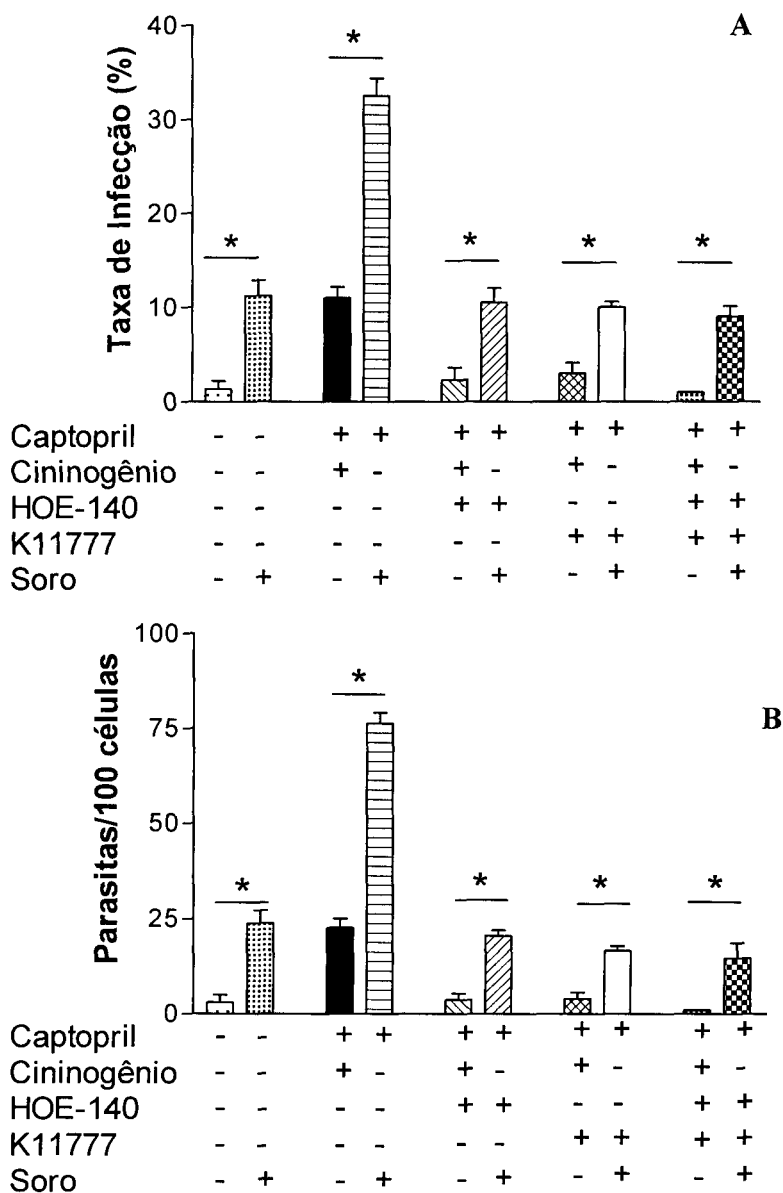 A
Taxa de Infecção (%)
40
30
20
10
0
* * * * *
Captopril - - + + + + + + + +
Cininogênio - - + - + - + - + -
HOE-140 - - - - + + - - + +
K11777 - - - - - - + + + +
Soro - + - + - + - + - +
B
Parasitas/100 células
100
75
50
25
0
* * * * *
Captopril - - + + + + + + + +
Cininogênio - - + - + - + - + -
HOE-140 - - - - + + - - + +
K11777 - - - - - - + + + +
Soro - + - + - + - + - +